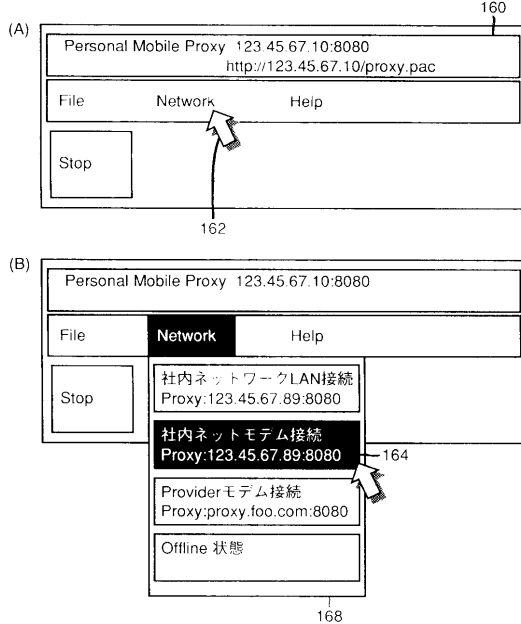 160
(A)
Personal Mobile Proxy 123.45.67.10:8080
http://123.45.67.10/proxy.pac
File Network Help
Stop
162
(B)
Personal Mobile Proxy 123.45.67.10:8080
File Network Help
Stop
社内ネットワークLAN接続
Proxy:123.45.67.89:8080
社内ネットモデム接続
Proxy:123.45.67.89:8080
164
Providerモデム接続
Proxy:proxy.foo.com:8080
Offline 状態
168